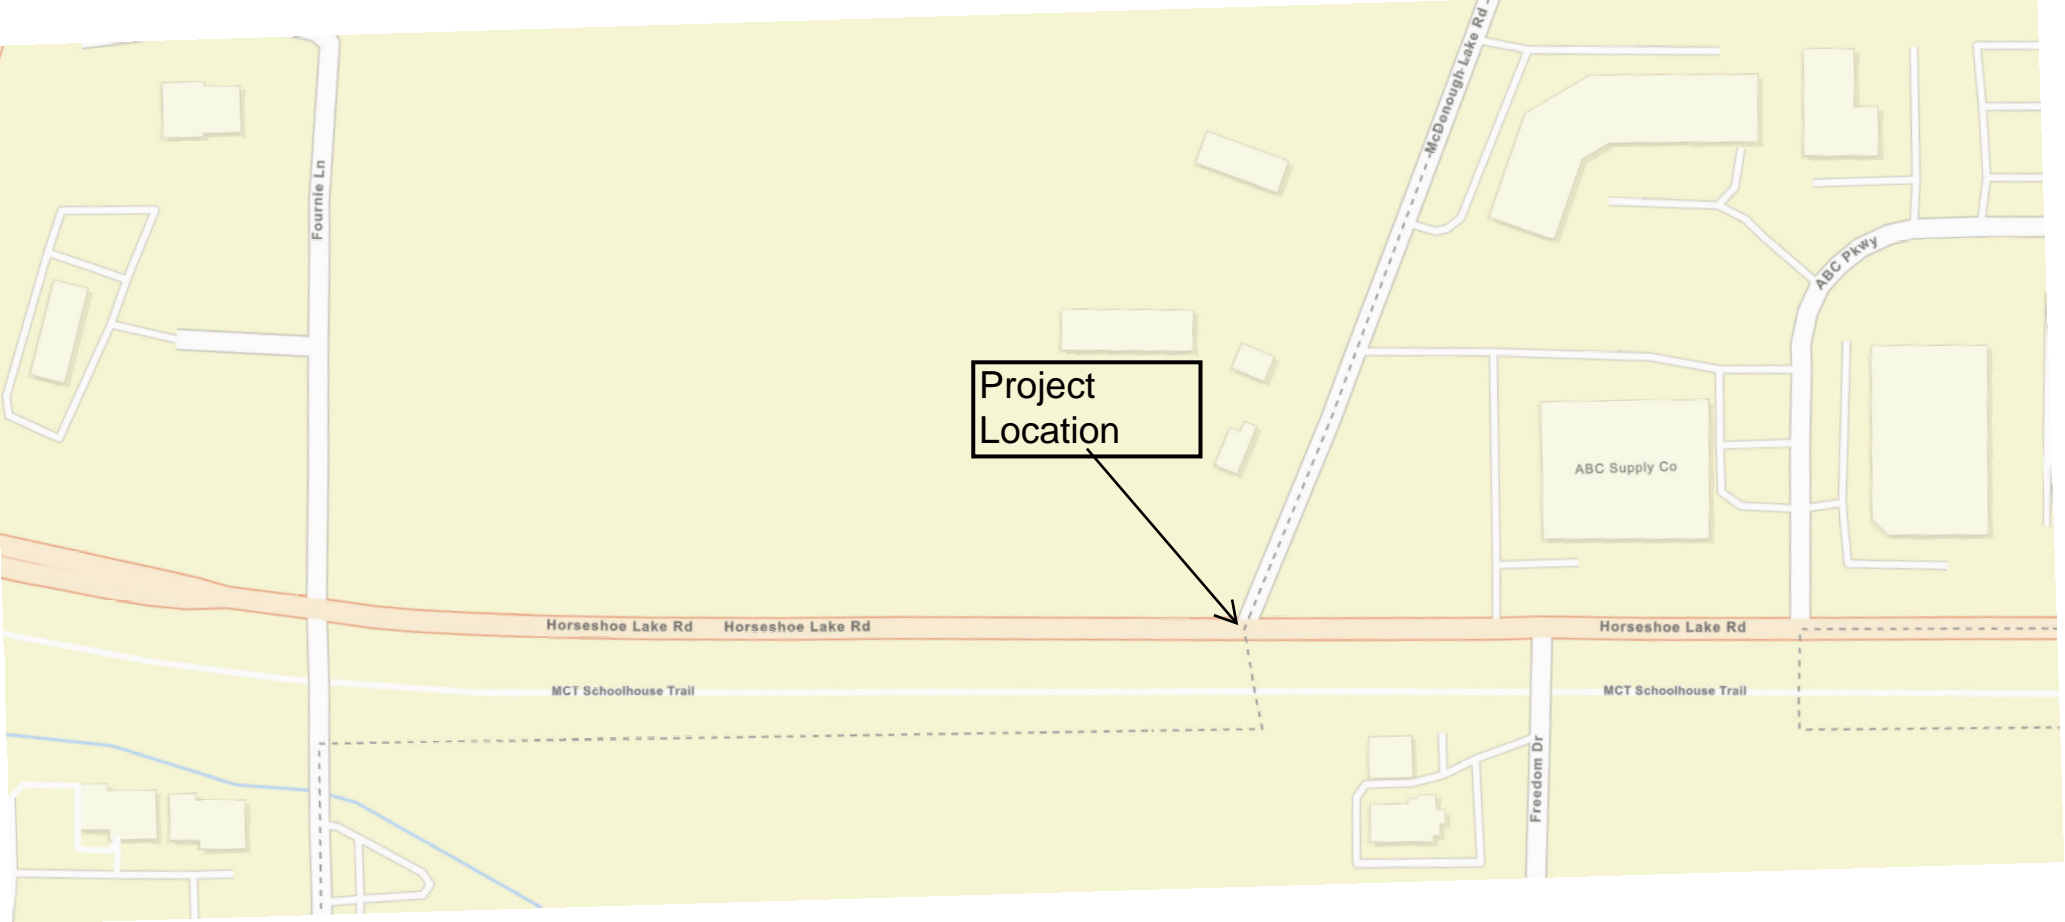 McDonough Lake Rd
Fournie Ln
ABC Pkwy
Project
Location
ABC Supply Co
Horseshoe Lake Rd
Horseshoe Lake Rd
Horseshoe Lake Rd
MCT Schoolhouse Trail
MCT Schoolhouse Trail
Freedom Dr